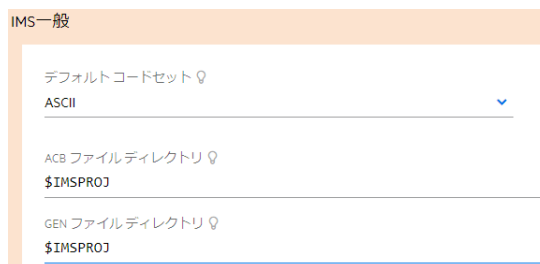 IMS一般
デフォルト コードセット
ASCII
ACB ファイル ディレクトリ
$IMSPROJ
GEN ファイル ディレクトリ
$IMSPROJ